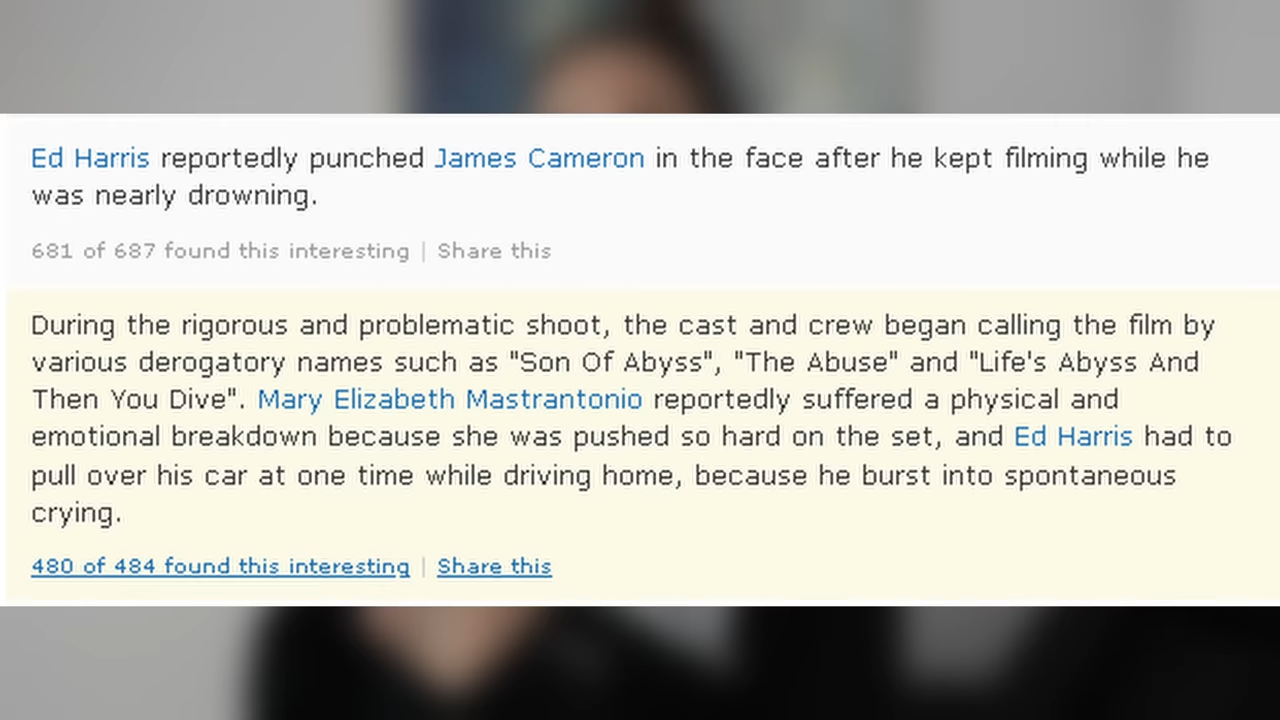 Ed Harris reportedly punched James Cameron in the face after he kept filming while he
was nearly drowning.
681 of 687 found this interesting | Share this
During the rigorous and problematic shoot, the cast and crew began calling the film by
various derogatory names such as "Son Of Abyss", "The Abuse" and "Life's Abyss And
Then You Dive". Mary Elizabeth Mastrantonio reportedly suffered a physical and
emotional breakdown because she was pushed so hard on the set, and Ed Harris had to
pull over his car at one time while driving home, because he burst into spontaneous
crying.
480 of 484 found this interesting | Share this